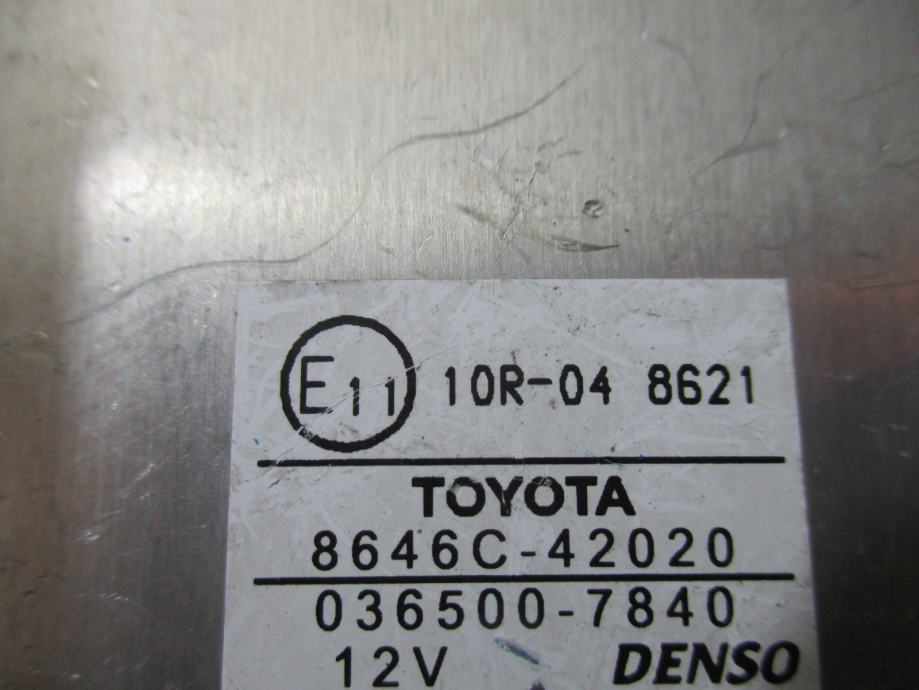 E11 10R-04 8621
TOYOTA
8646C-42020
036500-7840
12V DENSO